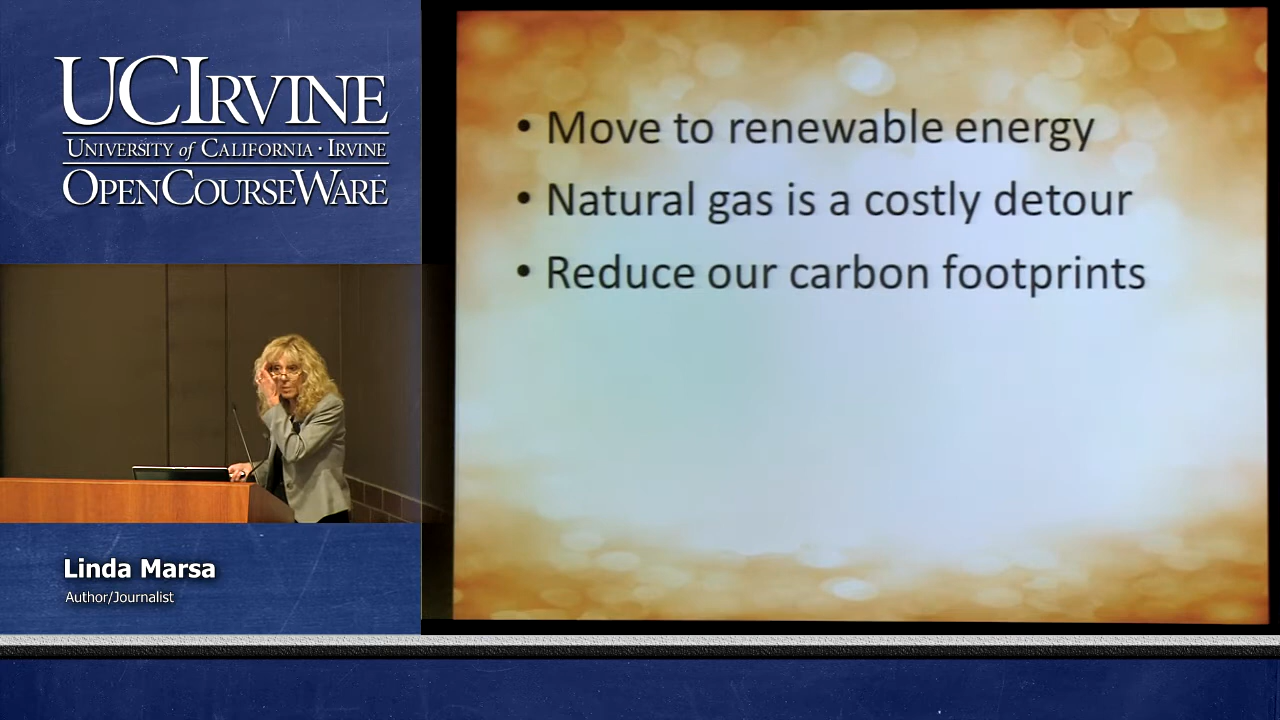 UCIRVINE
UNIVERSITY of CALIFORNIA · IRVINE
OPENCOURSEWARE
• Move to renewable energy
• Natural gas is a costly detour
• Reduce our carbon footprints
Linda Marsa
Author/Journalist